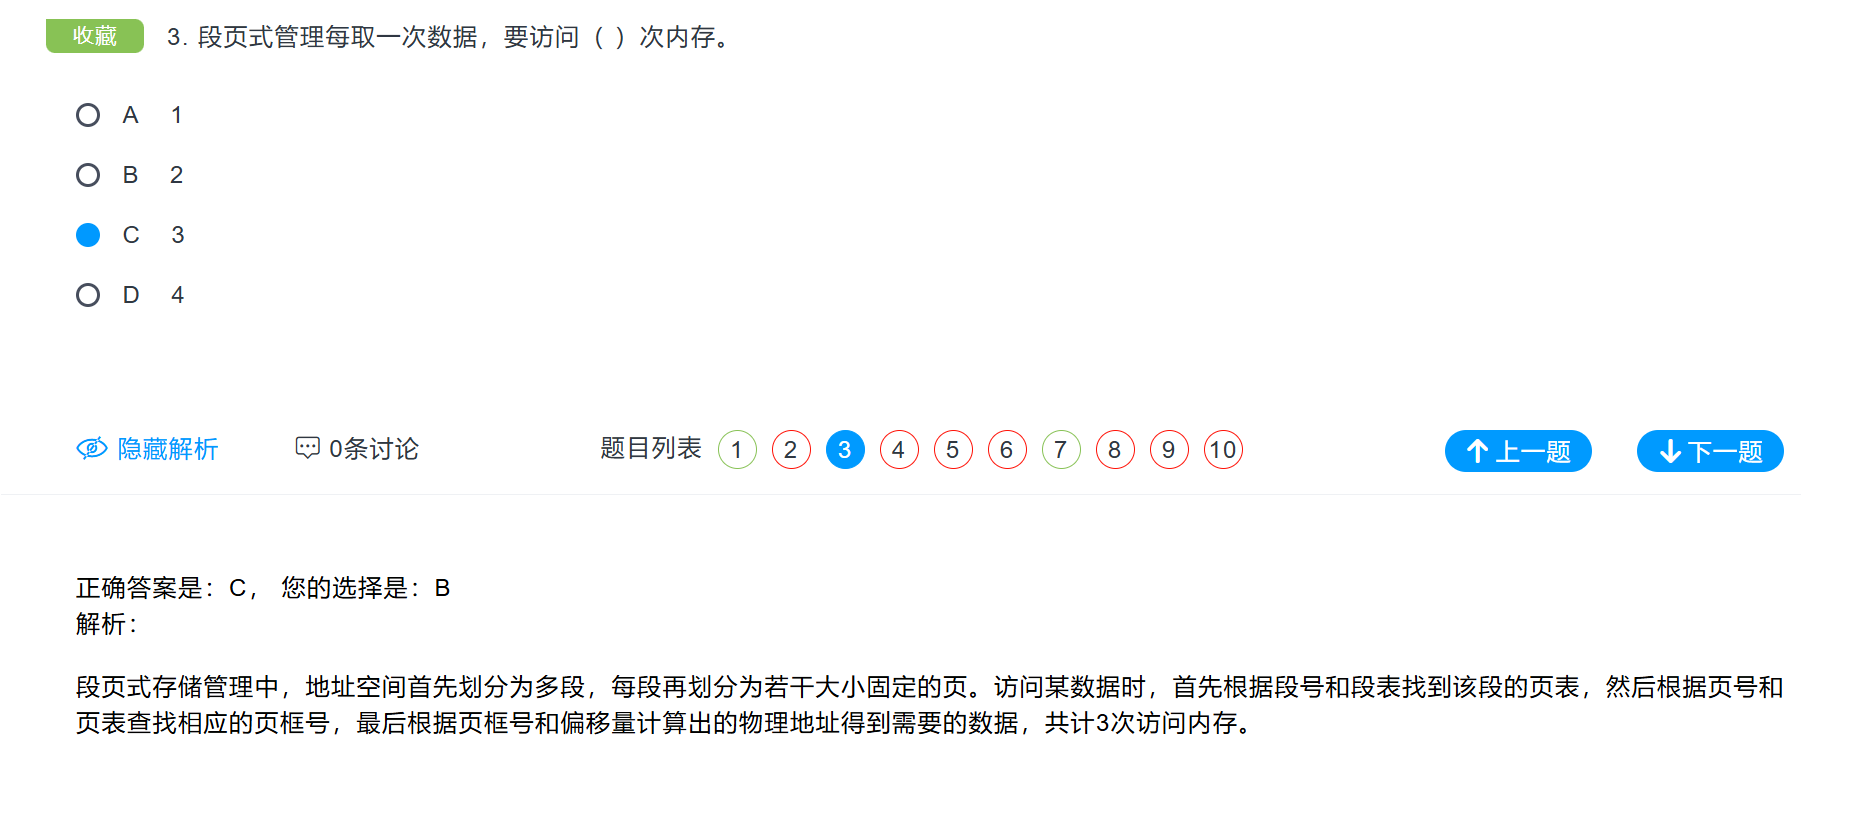 收藏 3. 段页式管理每取一次数据，要访问（ ）次内存。
A 1
B 2
C 3
D 4
隐藏解析 0条讨论 题目列表 1 2 3 4 5 6 7 8 9 10 上一题 下一题
正确答案是：C， 您的选择是：B
解析：
段页式存储管理中，地址空间首先划分为多段，每段再划分为若干大小固定的页。访问某数据时，首先根据段号和段表找到该段的页表，然后根据页号和
页表查找相应的页框号，最后根据页框号和偏移量计算出的物理地址得到需要的数据，共计3次访问内存。